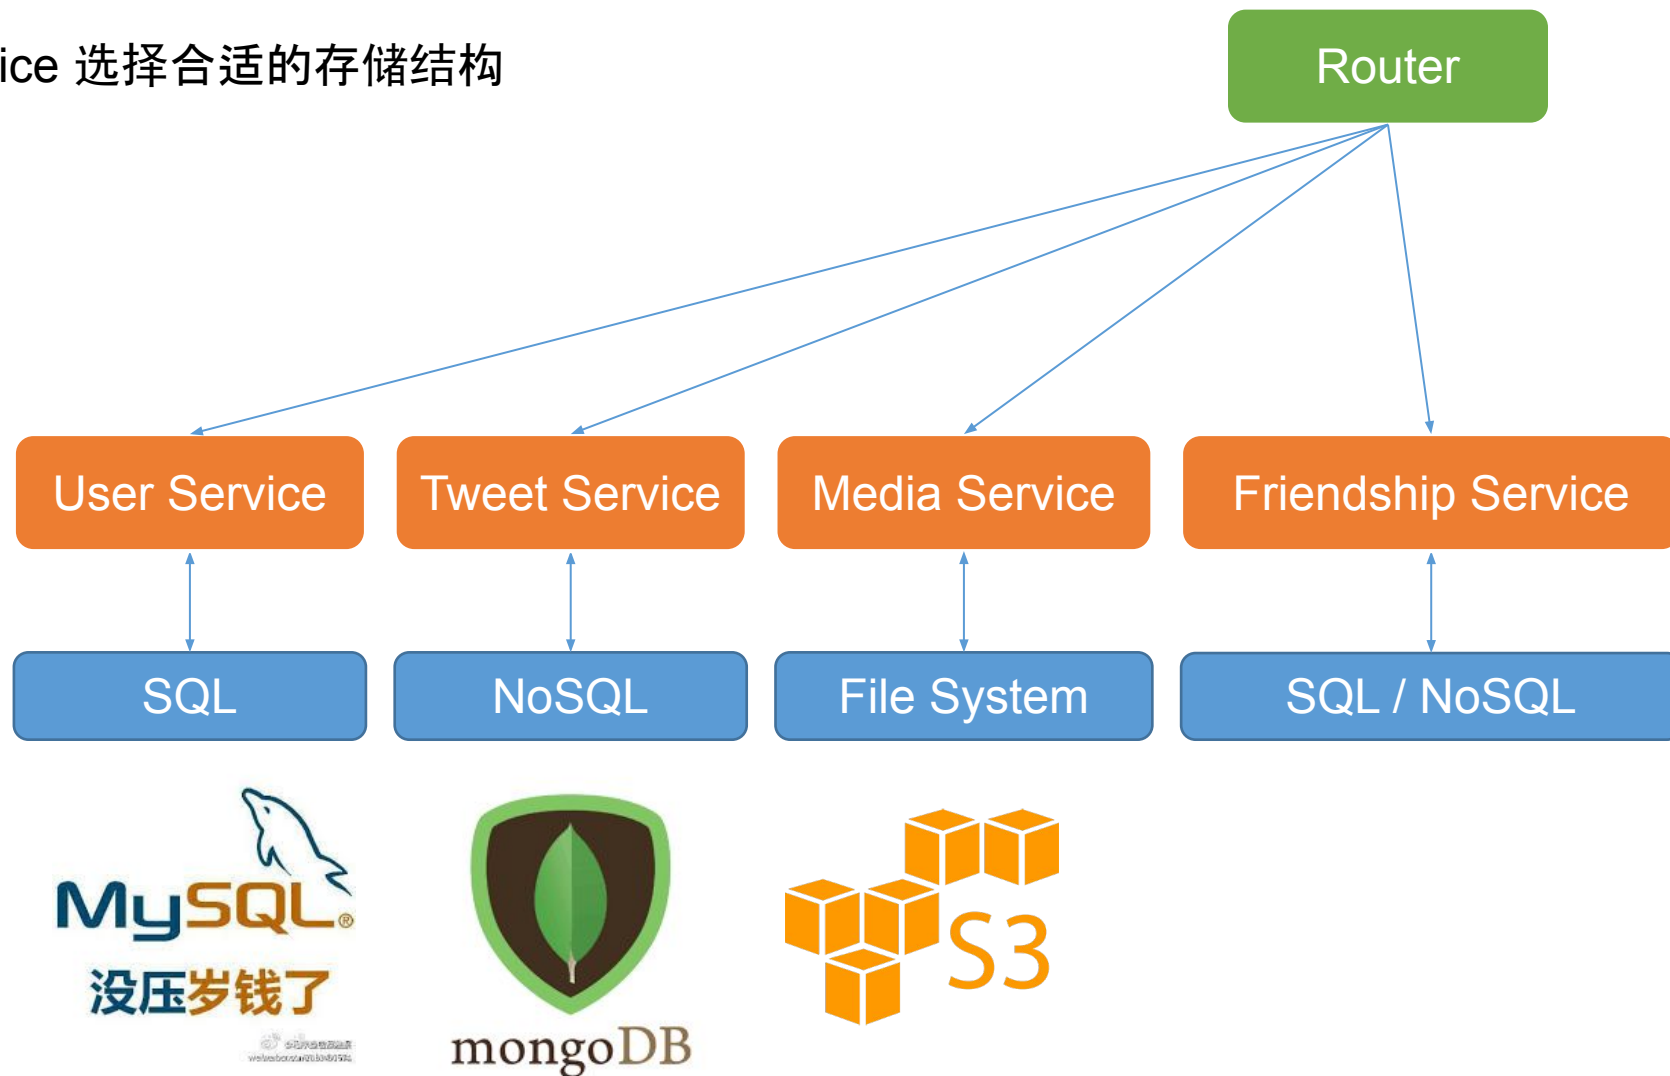 ice 选择合适的存储结构
Router
User Service
Tweet Service
Media Service
Friendship Service
SQL
NoSQL
File System
SQL / NoSQL
MySQL®
没压岁钱了
mongoDB
S3